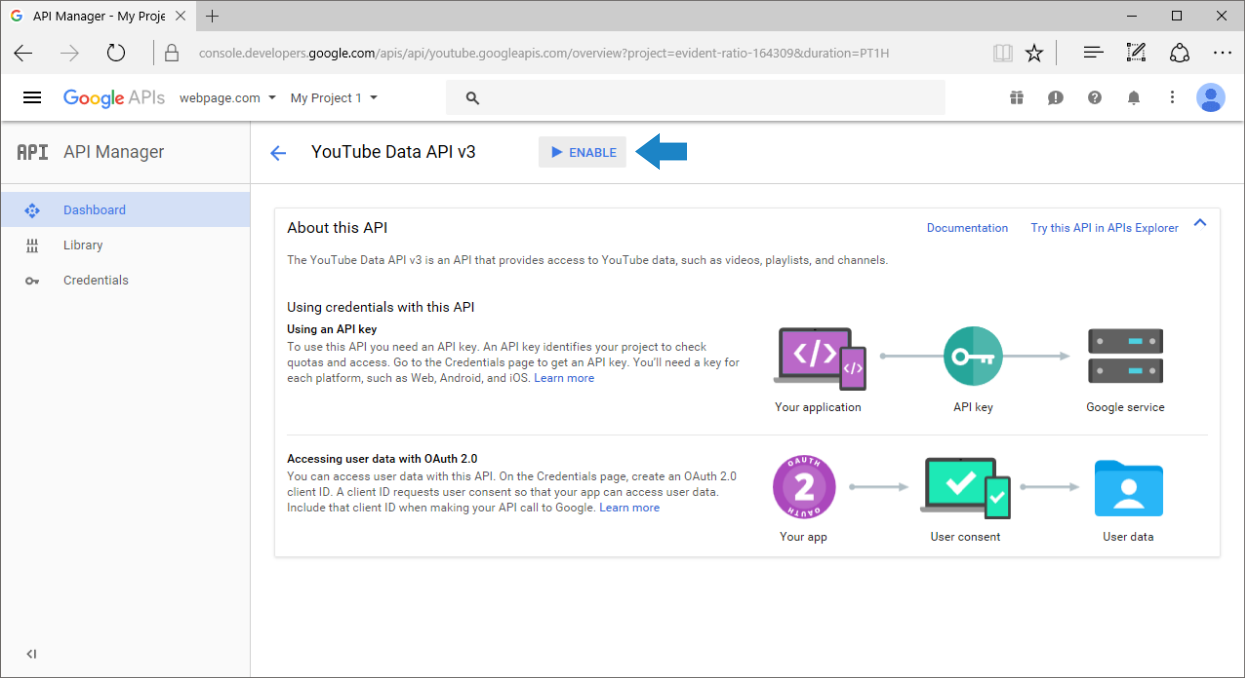 API Manager - My Proje
console.developers.google.com/apis/api/youtube.googleapis.com/overview?project=evident-ratio-164309&duration=PT1H
Google APIs webpage.com My Project 1
API API Manager
YouTube Data API v3 ENABLE
Dashboard
Library
Credentials
About this API
Documentation Try this API in APIs Explorer
The YouTube Data API v3 is an API that provides access to YouTube data, such as videos, playlists, and channels.
Using credentials with this API
Using an API key
To use this API you need an API key. An API key identifies your project to check
quotas and access. Go to the Credentials page to get an API key. You'll need a key for
each platform, such as Web, Android, and iOS. Learn more
Your application API key Google service
Accessing user data with OAuth 2.0
You can access user data with this API. On the Credentials page, create an OAuth 2.0
client ID. A client ID requests user consent so that your app can access user data.
Include that client ID when making your API call to Google. Learn more
OAUTH
2
OAUTH
Your app User consent User data